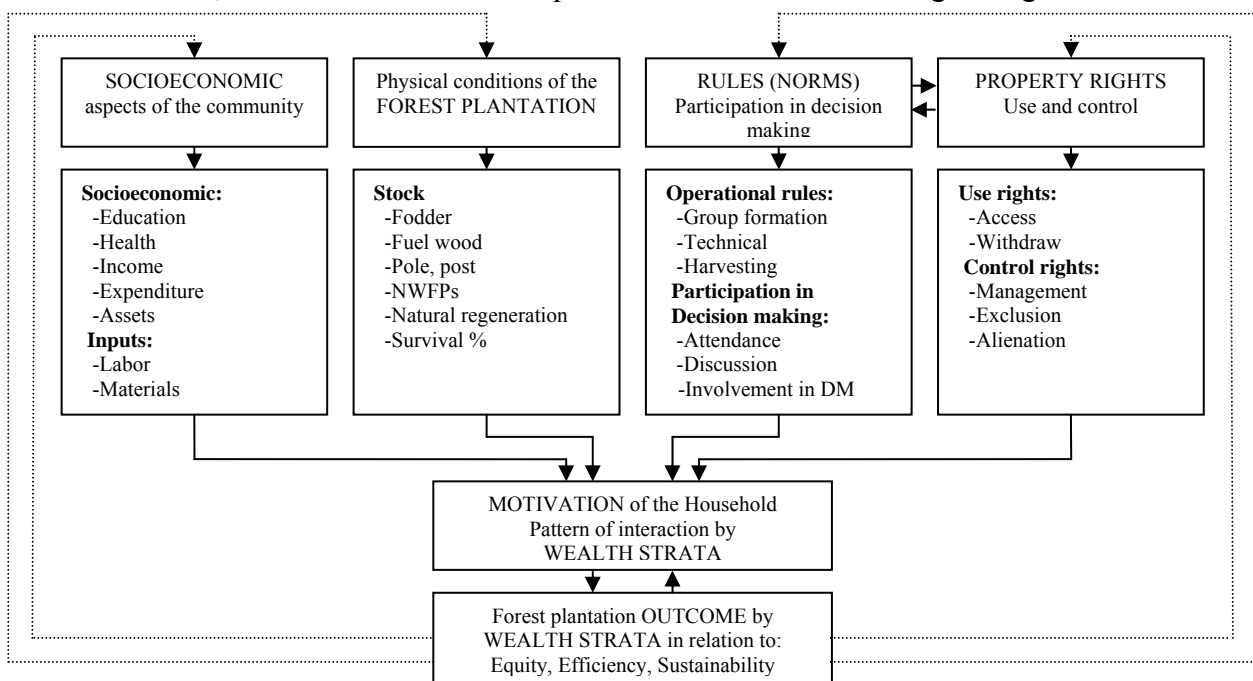 SOCIOECONOMIC
aspects of the community
Physical conditions of the
FOREST PLANTATION
RULES (NORMS)
Participation in decision
making
PROPERTY RIGHTS
Use and control
Socioeconomic:
-Education
-Health
-Income
-Expenditure
-Assets
Inputs:
-Labor
-Materials
Stock
-Fodder
-Fuel wood
-Pole, post
-NWFPs
-Natural regeneration
-Survival %
Operational rules:
-Group formation
-Technical
-Harvesting
Participation in
Decision making:
-Attendance
-Discussion
-Involvement in DM
Use rights:
-Access
-Withdraw
Control rights:
-Management
-Exclusion
-Alienation
MOTIVATION of the Household
Pattern of interaction by
WEALTH STRATA
Forest plantation OUTCOME by
WEALTH STRATA in relation to:
Equity, Efficiency, Sustainability